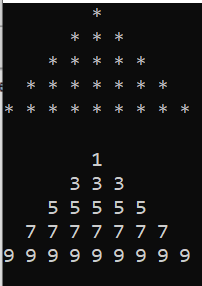 *
* * *
* * * * *
* * * * * * *
* * * * * * * * *
1
3 3 3
5 5 5 5 5
7 7 7 7 7 7 7
9 9 9 9 9 9 9 9 9